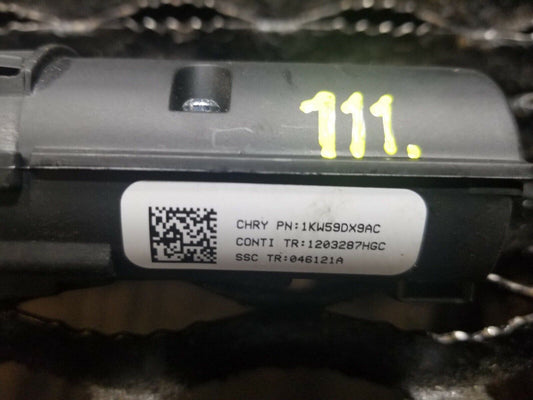 111.
CHRY PN:1KW59DX9AC
CONTI TR:1203287HGC
SSC TR:046121A